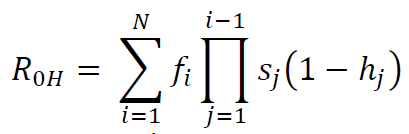 $R_{0H} = \sum_{i=1}^{N} f_i \prod_{j=1}^{i-1} s_j(1 - h_j)$